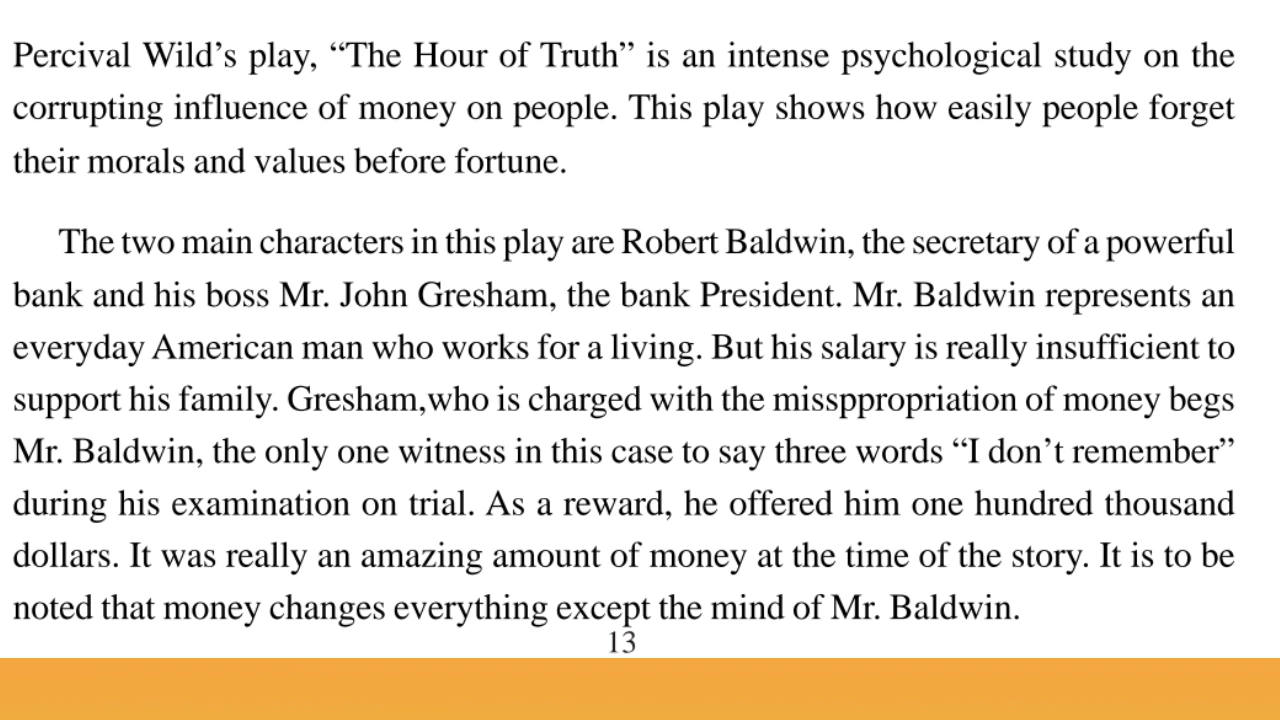 Percival Wild’s play, “The Hour of Truth” is an intense psychological study on the
corrupting influence of money on people. This play shows how easily people forget
their morals and values before fortune.
The two main characters in this play are Robert Baldwin, the secretary of a powerful
bank and his boss Mr. John Gresham, the bank President. Mr. Baldwin represents an
everyday American man who works for a living. But his salary is really insufficient to
support his family. Gresham,who is charged with the missppropriation of money begs
Mr. Baldwin, the only one witness in this case to say three words “I don’t remember”
during his examination on trial. As a reward, he offered him one hundred thousand
dollars. It was really an amazing amount of money at the time of the story. It is to be
noted that money changes everything except the mind of Mr. Baldwin.
13